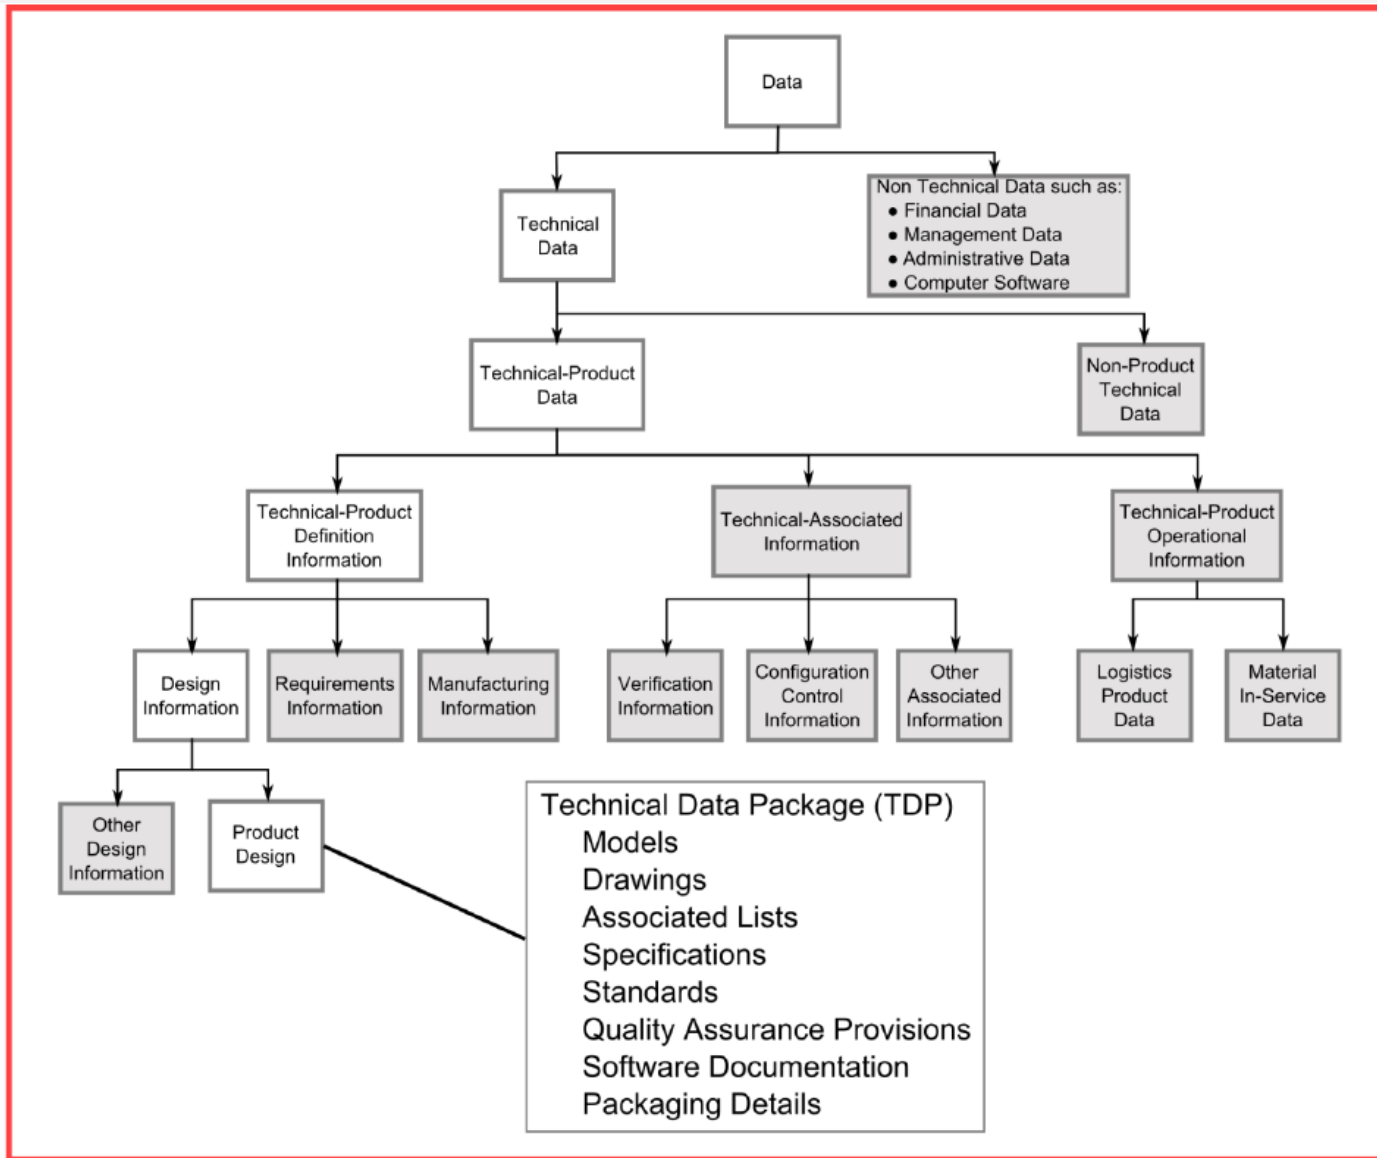 Data
Non Technical Data such as:
● Financial Data
● Management Data
● Administrative Data
● Computer Software
Technical
Data
Technical-Product
Data
Non-Product
Technical
Data
Technical-Product
Definition
Information
Technical-Associated
Information
Technical-Product
Operational
Information
Design
Information
Requirements
Information
Manufacturing
Information
Verification
Information
Configuration
Control
Information
Other
Associated
Information
Logistics
Product
Data
Material
In-Service
Data
Other
Design
Information
Product
Design
Technical Data Package (TDP)
Models
Drawings
Associated Lists
Specifications
Standards
Quality Assurance Provisions
Software Documentation
Packaging Details